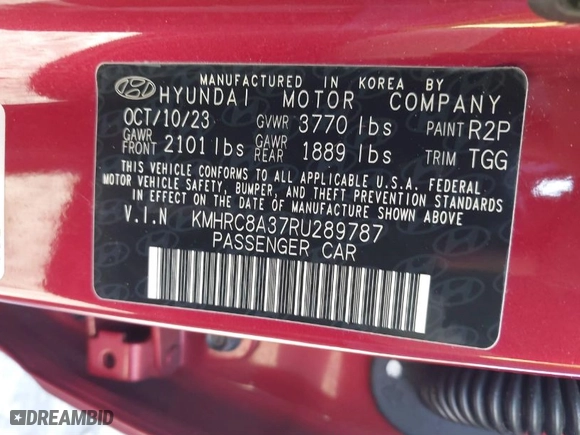 MANUFACTURED IN KOREA BY
HYUNDAI MOTOR COMPANY
OCT/10/23 GVWR 3770 lbs PAINT R2P
GAWR FRONT 2101 lbs GAWR REAR 1889 lbs TRIM TGG
THIS VEHICLE CONFORMS TO ALL APPLICABLE U.S.A. FEDERAL
MOTOR VEHICLE SAFETY, BUMPER, AND THEFT PREVENTION STANDARDS
IN EFFECT ON THE DATE OF MANUFACTURE SHOWN ABOVE.
V.I.N KMHRC8A37RU289787
PASSENGER CAR
DREAMBID